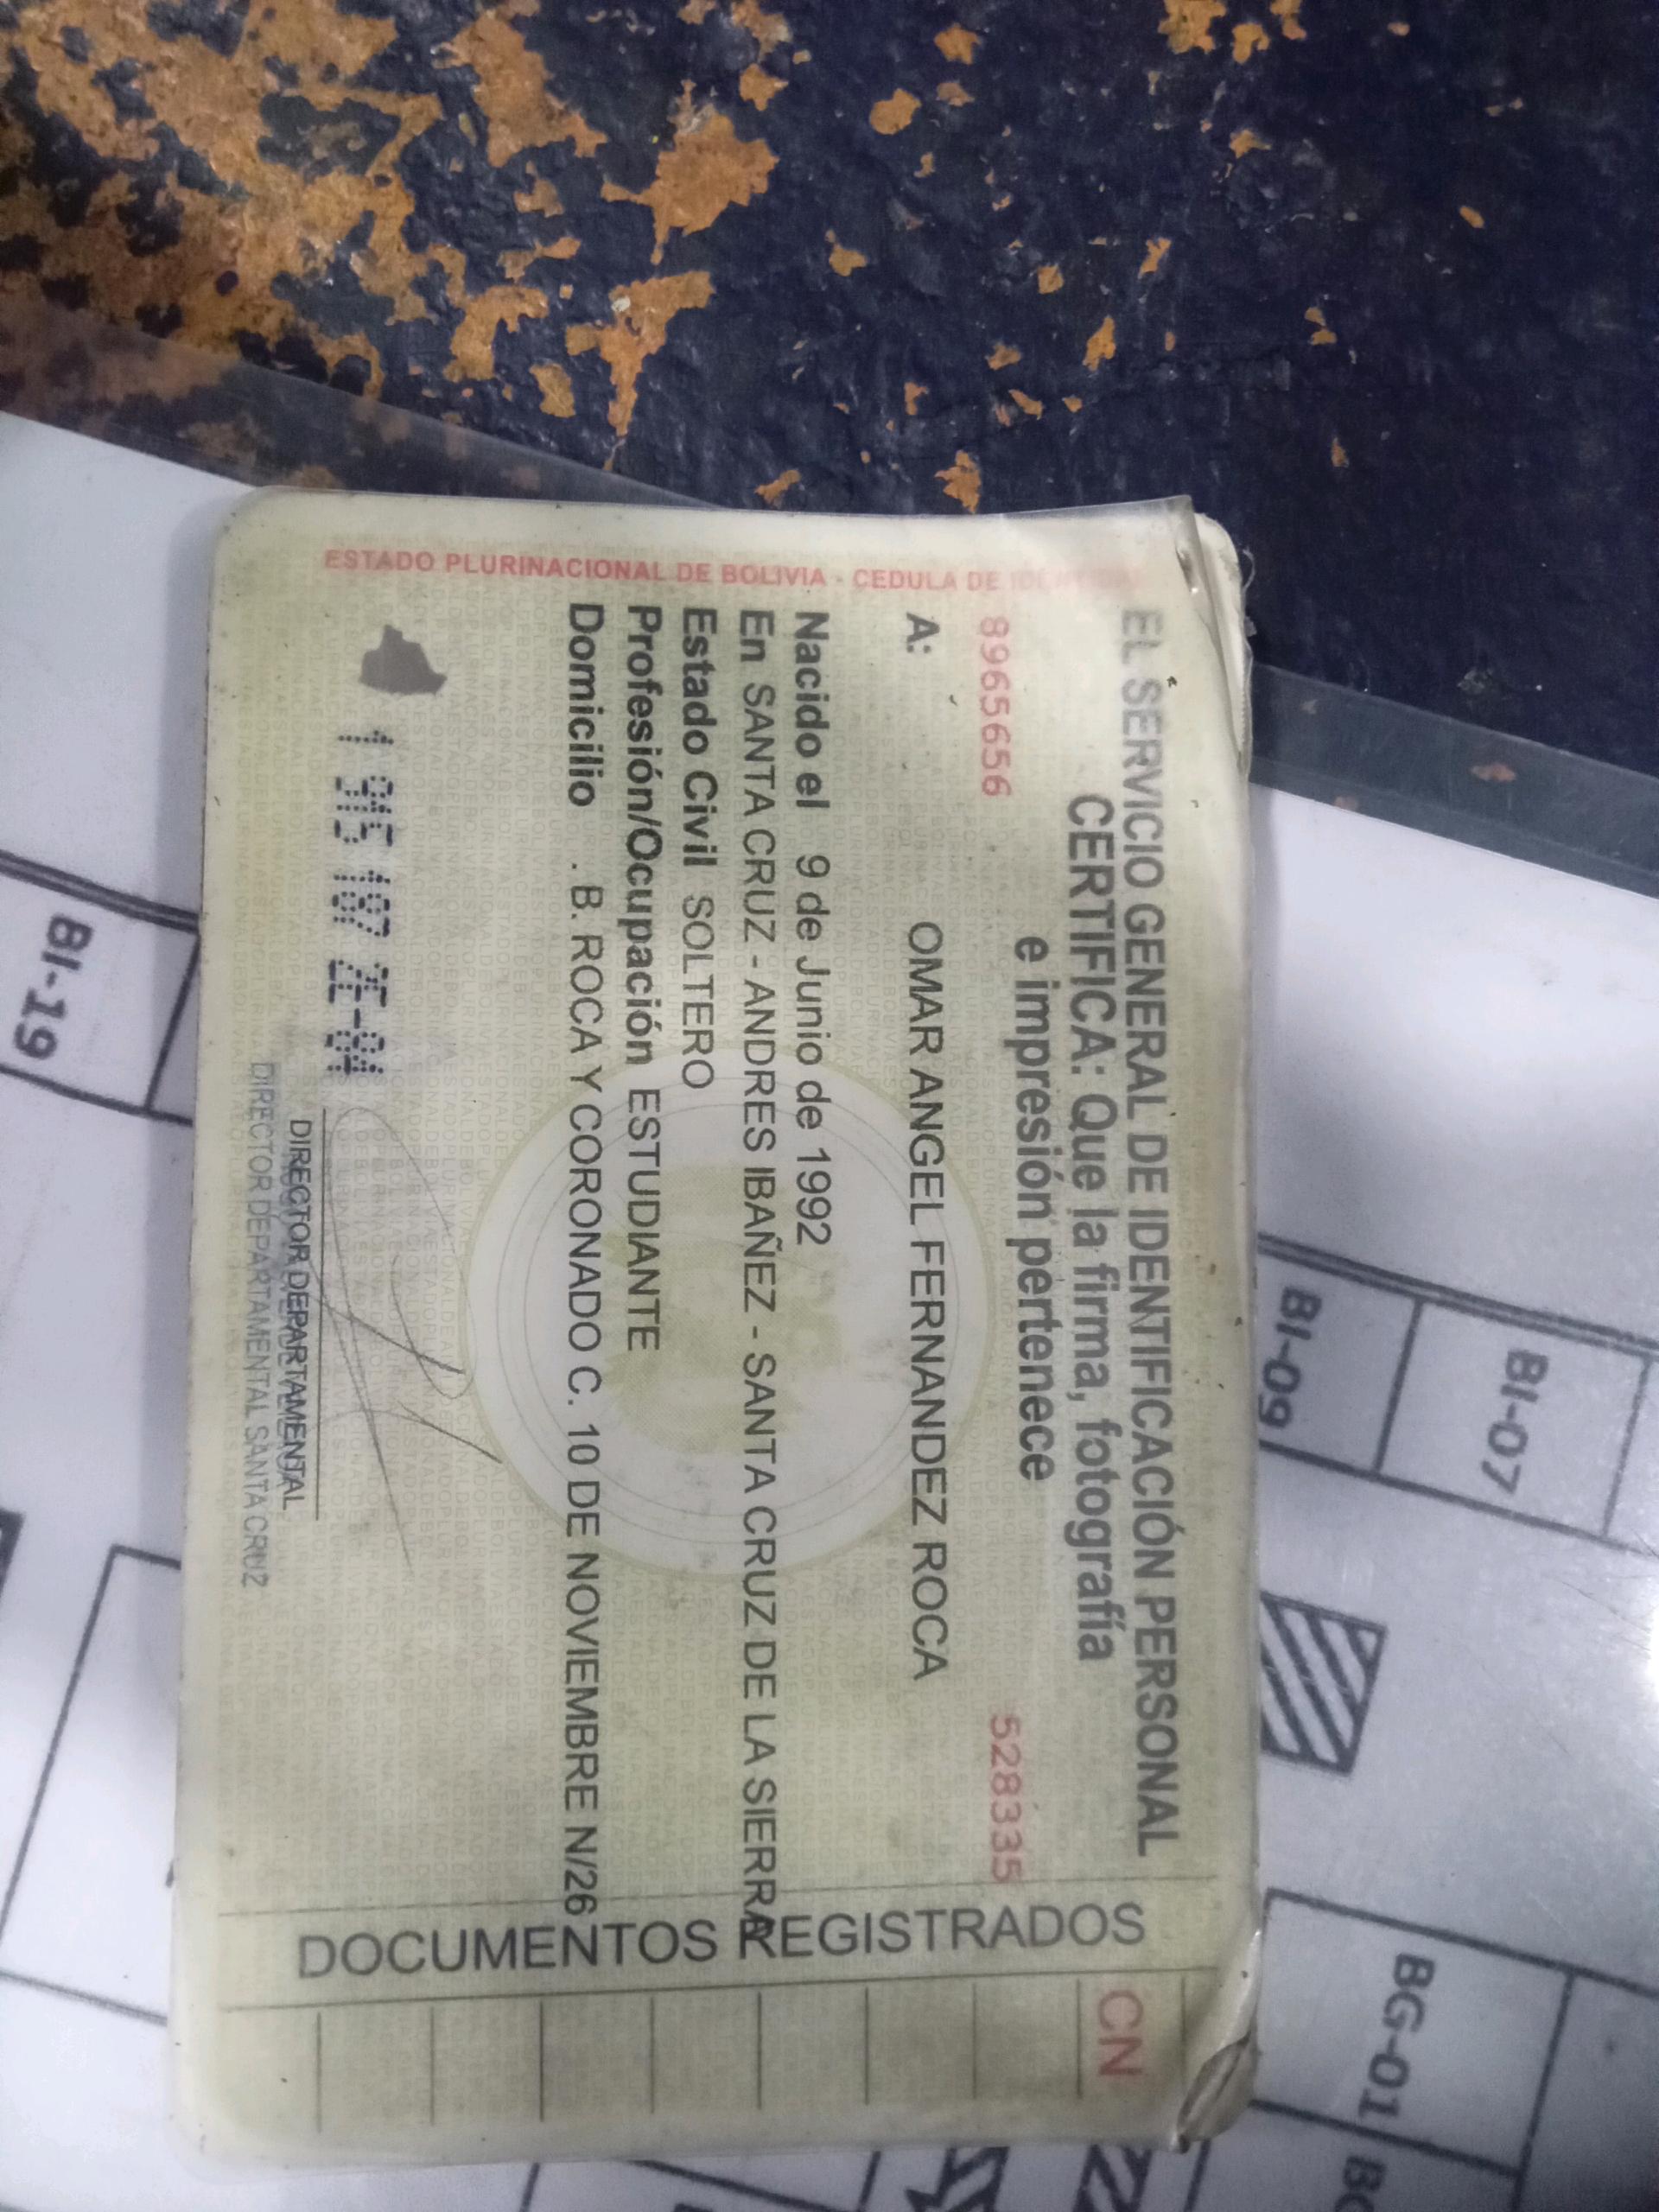 ESTADO PLURINACIONAL DE BOLIVIA - CEDULA DE IDENTIDAD
EL SERVICIO GENERAL DE IDENTIFICACIÓN PERSONAL
CERTIFICA: Que la firma, fotografía
e impresión pertenece
8965656
528335
A: OMAR ANGEL FERNANDEZ ROCA
Nacido el 9 de Junio de 1992
En SANTA CRUZ - ANDRES IBAÑEZ - SANTA CRUZ DE LA SIERRA
Estado Civil SOLTERO
Profesión/Ocupación ESTUDIANTE
Domicilio . B. ROCA Y CORONADO C. 10 DE NOVIEMBRE N/26
DIRECTOR DEPARTAMENTAL
DIRECTOR DEPARTAMENTAL SANTA CRUZ
DOCUMENTOS REGISTRADOS
CN
BI-07
BI-09
BI-19
BG-01